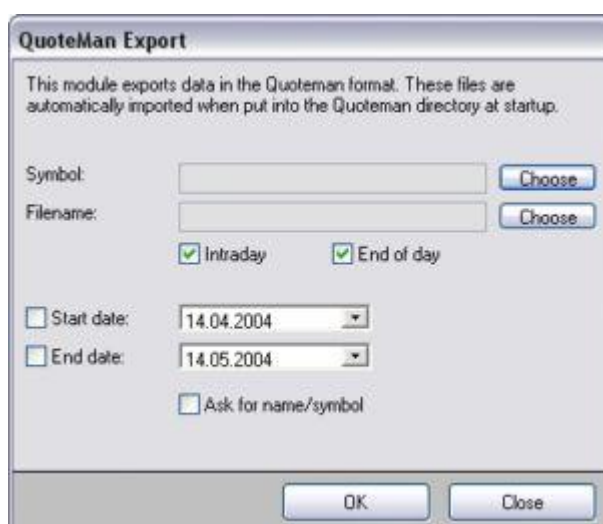 QuoteMan Export
This module exports data in the Quoteman format. These files are
automatically imported when put into the Quoteman directory at startup.
Symbol: Choose
Filename: Choose
Intraday End of day
Start date: 14.04.2004
End date: 14.05.2004
Ask for name/symbol
OK Close